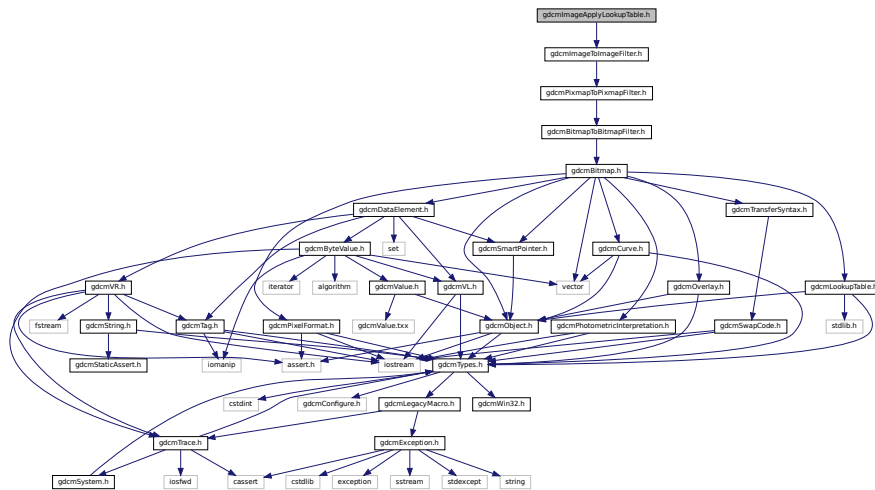 gdcmImageApplyLookupTable.h
gdcmImageToImageFilter.h
gdcmPixmapToPixmapFilter.h
gdcmBitmapToBitmapFilter.h
gdcmBitmap.h
gdcmDataElement.h
gdcmTransferSyntax.h
gdcmByteValue.h
set
gdcmSmartPointer.h
gdcmCurve.h
gdcmVR.h
iterator
algorithm
gdcmValue.h
gdcmVL.h
vector
gdcmOverlay.h
gdcmLookupTable.h
fstream
gdcmString.h
gdcmTag.h
gdcmPixelFormat.h
gdcmValue.txx
gdcmObject.h
gdcmPhotometricInterpretation.h
gdcmSwapCode.h
stdlib.h
gdcmStaticAssert.h
iomanip
assert.h
iostream
gdcmTypes.h
cstdint
gdcmConfigure.h
gdcmLegacyMacro.h
gdcmWin32.h
gdcmTrace.h
gdcmException.h
gdcmSystem.h
iosfwd
cassert
cstdlib
exception
sstream
stdexcept
string